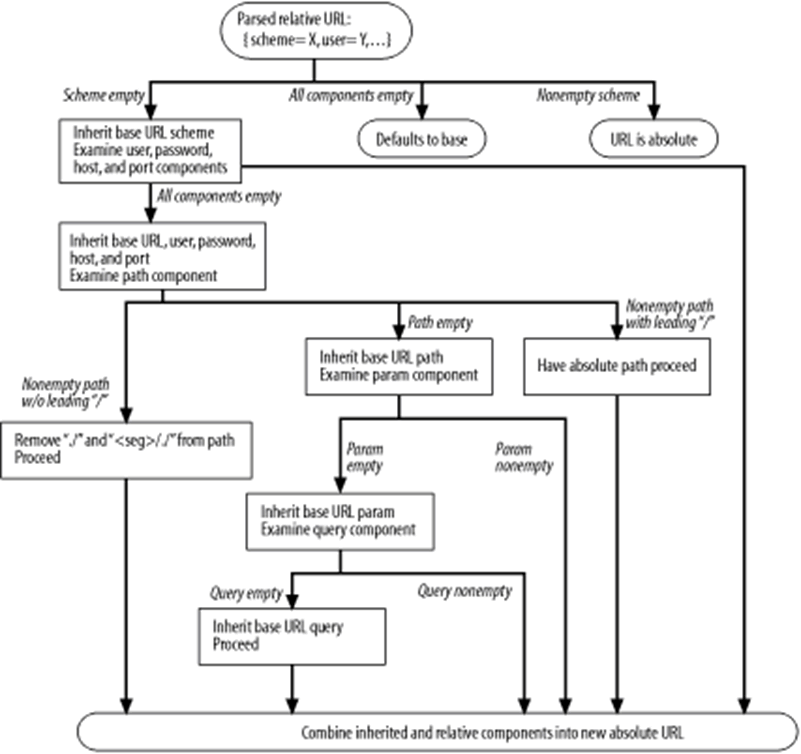 Parsed relative URL:
{ scheme= X, user= Y,…}
Scheme empty
All components empty
Nonempty scheme
Inherit base URL scheme
Examine user, password,
host, and port components
Defaults to base
URL is absolute
All components empty
Inherit base URL, user, password,
host, and port
Examine path component
Nonempty path
w/o leading “/”
Path empty
Nonempty path
with leading “/”
Inherit base URL path
Examine param component
Have absolute path proceed
Remove “./” and “<seg>/./” from path
Proceed
Param
empty
Param
nonempty
Inherit base URL param
Examine query component
Query empty
Query nonempty
Inherit base URL query
Proceed
Combine inherited and relative components into new absolute URL